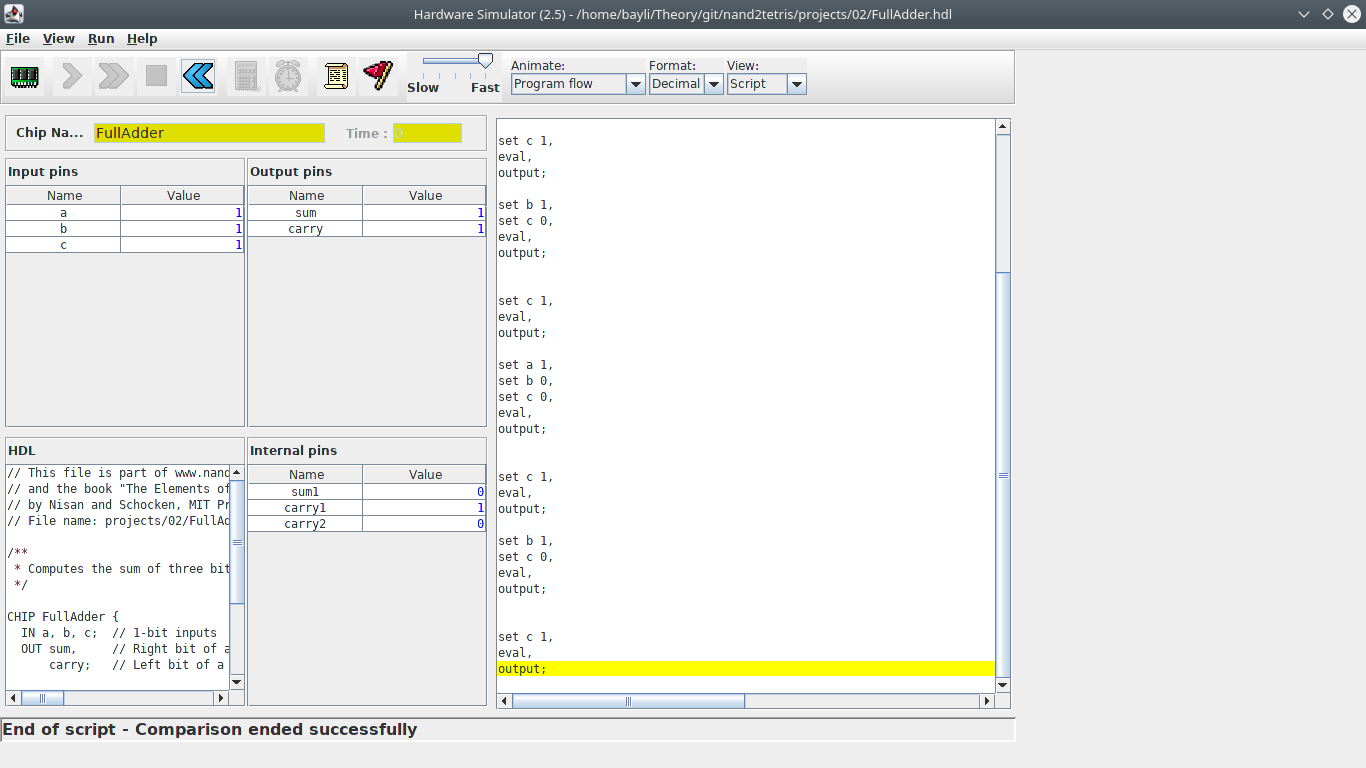 Hardware Simulator (2.5) - /home/bayli/Theory/git/nand2tetris/projects/02/FullAdder.hdl
File View Run Help
Slow Fast
Animate: Format: View:
Program flow Decimal Script
Chip Na... FullAdder Time : 0
Input pins
Name Value
a 1
b 1
c 1
Output pins
Name Value
sum 1
carry 1
HDL
// This file is part of www.nand
// and the book "The Elements of
// by Nisan and Schocken, MIT Pr
// File name: projects/02/FullAd
/**
* Computes the sum of three bit
*/
CHIP FullAdder {
IN a, b, c; // 1-bit inputs
OUT sum, // Right bit of a
carry; // Left bit of a
Internal pins
Name Value
sum1 0
carry1 1
carry2 0
set c 1,
eval,
output;
set b 1,
set c 0,
eval,
output;
set c 1,
eval,
output;
set a 1,
set b 0,
set c 0,
eval,
output;
set c 1,
eval,
output;
set b 1,
set c 0,
eval,
output;
set c 1,
eval,
output;
End of script - Comparison ended successfully